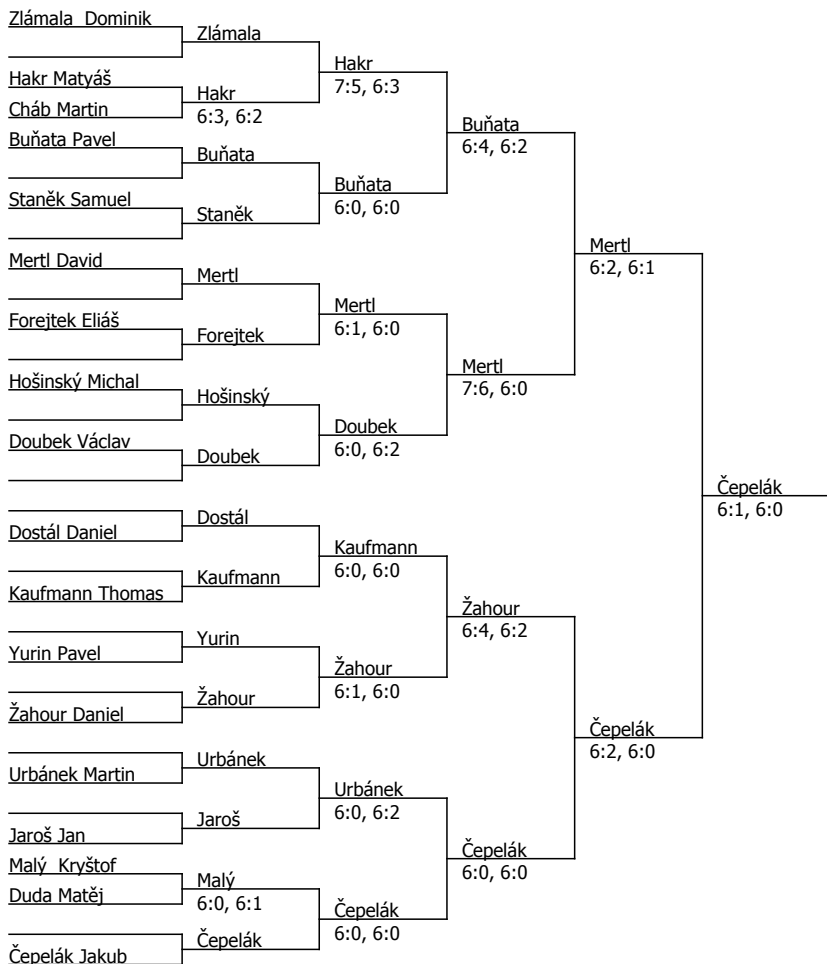 Zlámala  Dominik
Hakr Matyáš
Cháb Martin
Buňata Pavel
Staněk Samuel
Mertl David
Forejtek Eliáš
Hošinský Michal
Doubek Václav
Dostál Daniel
Kaufmann Thomas
Yurin Pavel
Žahour Daniel
Urbánek Martin
Jaroš Jan
Malý  Kryštof
Duda Matěj
Čepelák Jakub
Zlámala
Hakr
6:3, 6:2
Buňata
Staněk
Mertl
Forejtek
Hošinský
Doubek
Dostál
Kaufmann
Yurin
Žahour
Urbánek
Jaroš
Malý
6:0, 6:1
Čepelák
Hakr
7:5, 6:3
Buňata
6:0, 6:0
Mertl
6:1, 6:0
Doubek
6:0, 6:2
Kaufmann
6:0, 6:0
Žahour
6:1, 6:0
Urbánek
6:0, 6:2
Čepelák
6:0, 6:0
Buňata
6:4, 6:2
Mertl
7:6, 6:0
Žahour
6:4, 6:2
Čepelák
6:0, 6:0
Mertl
6:2, 6:1
Čepelák
6:2, 6:0
Čepelák
6:1, 6:0